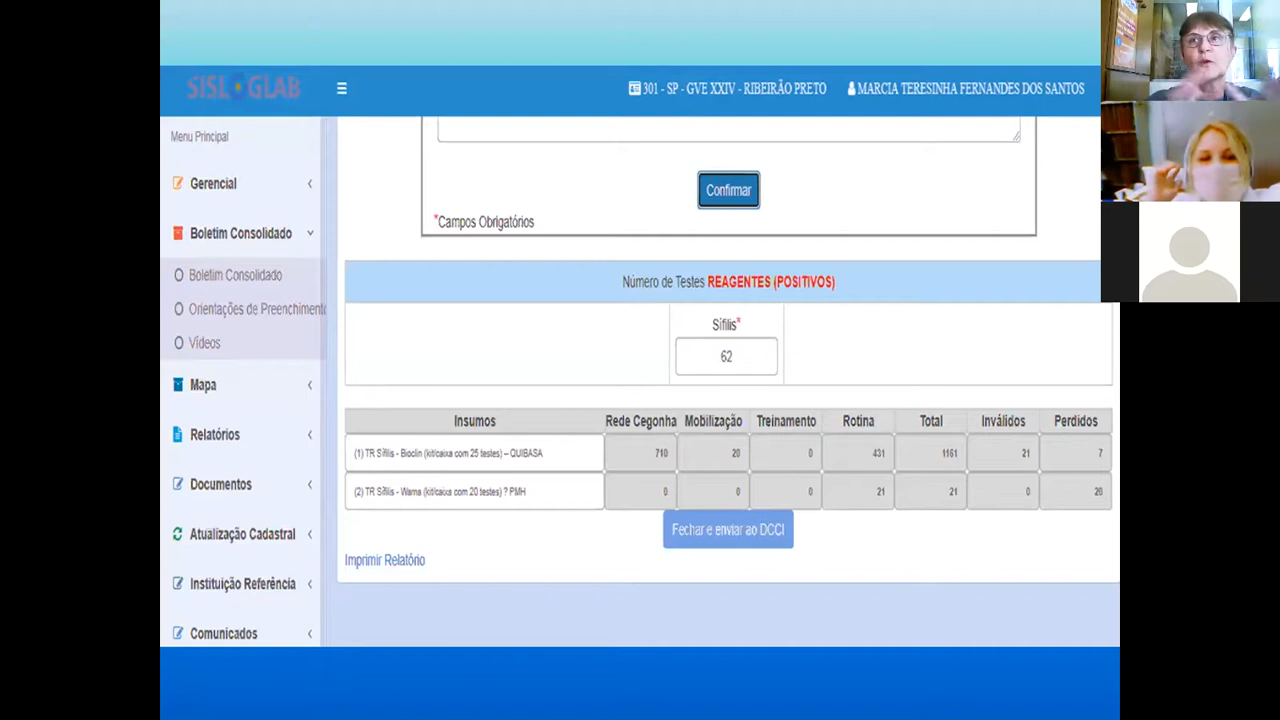 SISLOGLAB
301 - SP - GVE XXIV - RIBEIRÃO PRETO
MARCIA TERESINHA FERNANDES DOS SANTOS
Menu Principal
Gerencial
Boletim Consolidado
Boletim Consolidado
Orientações de Preenchimento
Vídeos
Mapa
Relatórios
Documentos
Atualização Cadastral
Instituição Referência
Comunicados
Confirmar
*Campos Obrigatórios
Número de Testes REAGENTES (POSITIVOS)
Sífilis*
62
Insumos Rede Cegonha Mobilização Treinamento Rotina Total Inválidos Perdidos
(1) TR Sífilis - Bioclin (kit/caixa com 25 testes) – QUIBASA 710 20 0 431 1161 21 7
(2) TR Sífilis - Wama (kit/caixa com 20 testes) ? PMH 0 0 0 21 21 0 20
Fechar e enviar ao DCCI
Imprimir Relatório